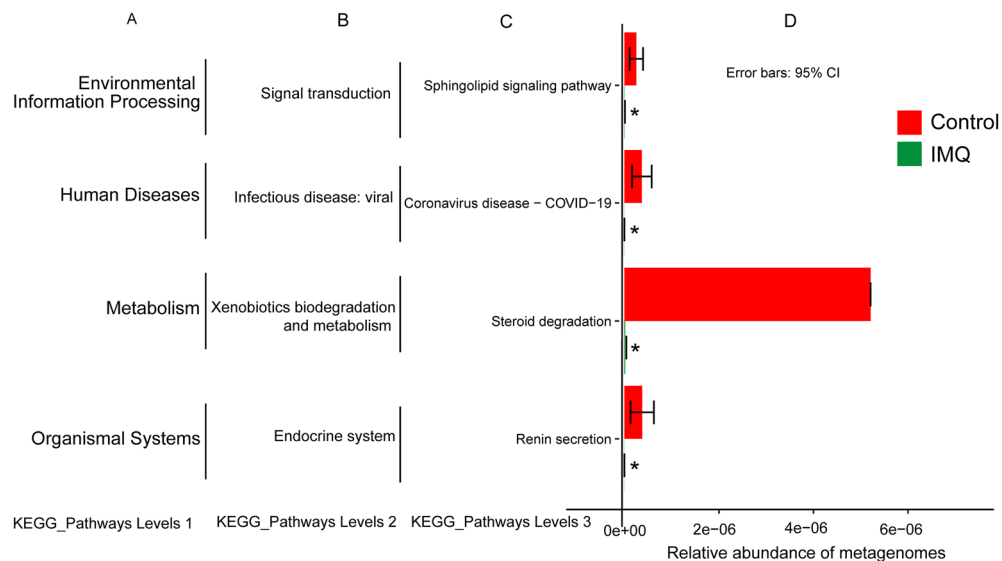 A
B
C
D
Environmental
Information Processing
Signal transduction
Sphingolipid signaling pathway
*
Error bars: 95% CI
Control
IMQ
Human Diseases
Infectious disease: viral
Coronavirus disease − COVID−19
*
Metabolism
Xenobiotics biodegradation
and metabolism
Steroid degradation
*
Organismal Systems
Endocrine system
Renin secretion
*
KEGG_Pathways Levels 1
KEGG_Pathways Levels 2
KEGG_Pathways Levels 3
0e+00
2e−06
4e−06
6e−06
Relative abundance of metagenomes